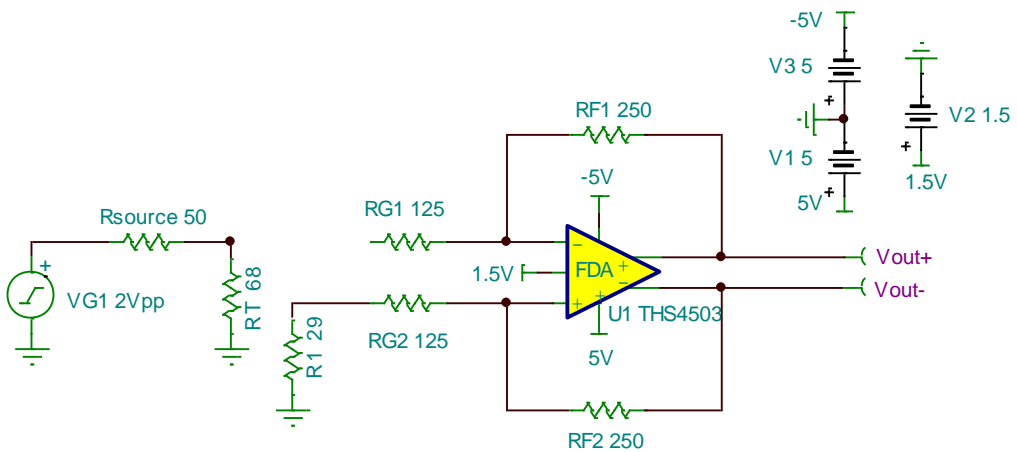 -5V
V3 5
+
V2 1.5
+
1.5V
V1 5
5V
+
RF1 250
-5V
RG1 125
Rsource 50
+
VG1 2Vpp
RT 68
1.5V
FDA
−
+
+
−
+
U1 THS4503
5V
Vout+
Vout-
RG2 125
R1 29
RF2 250